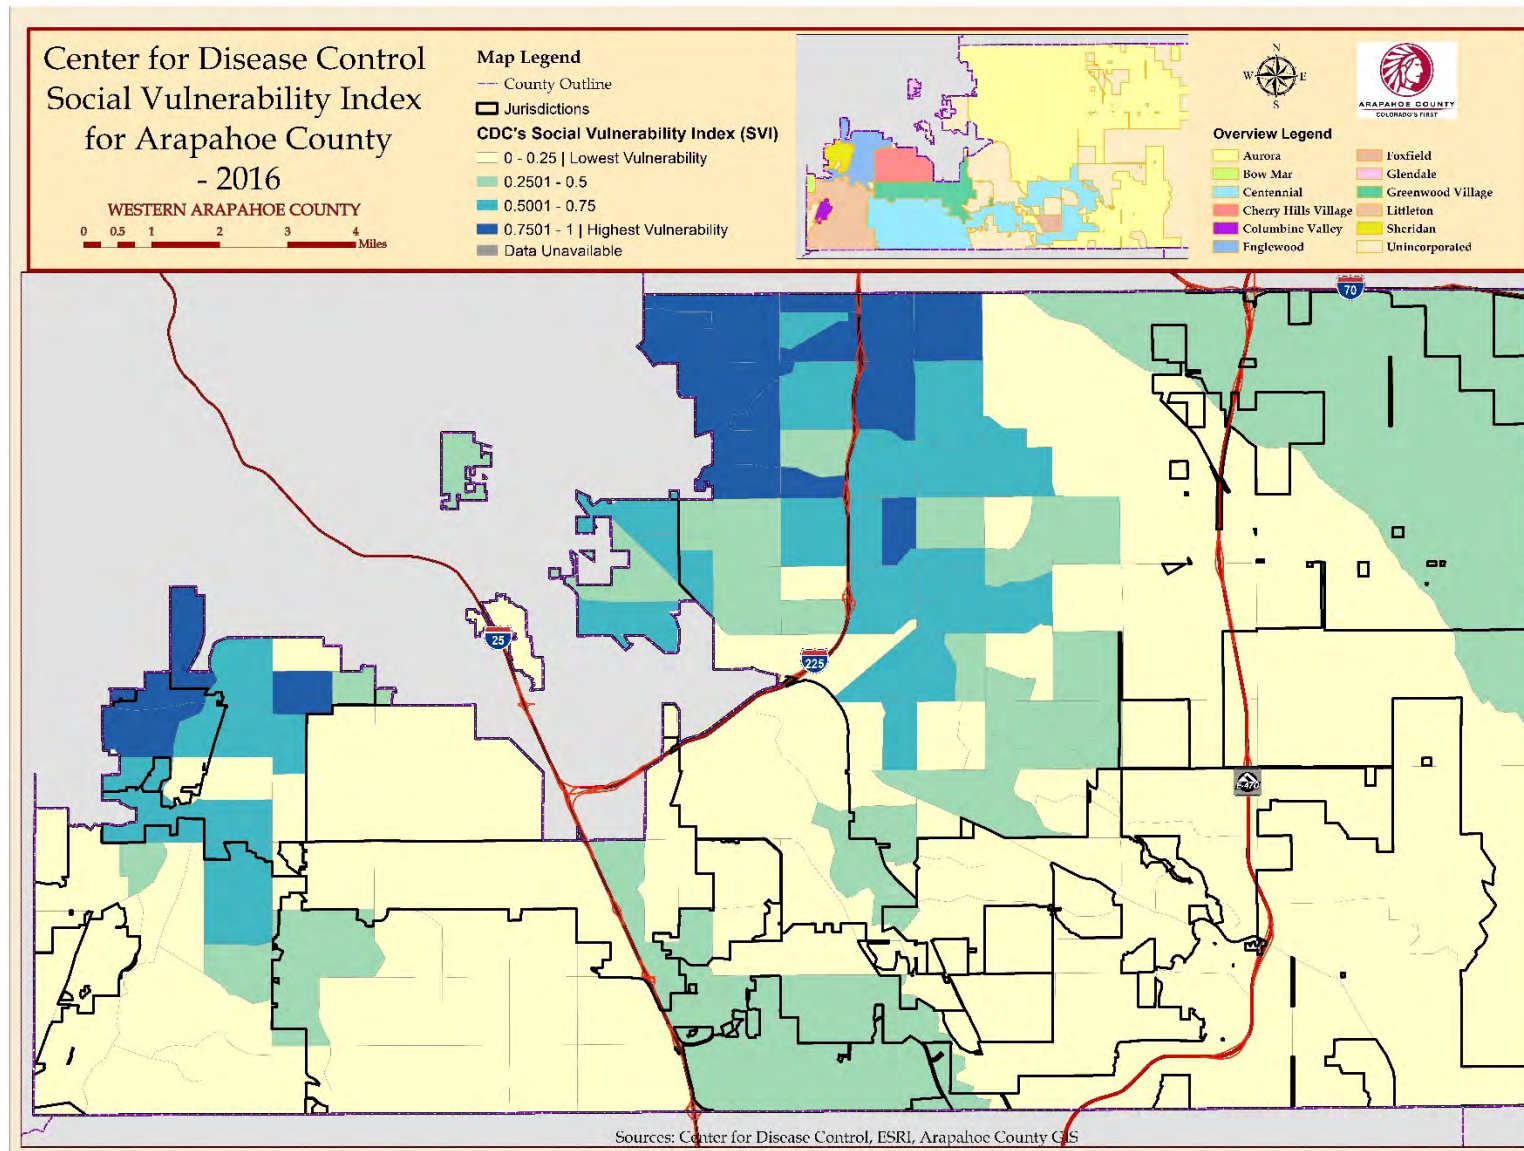 Center for Disease Control
Social Vulnerability Index
for Arapahoe County
- 2016
WESTERN ARAPAHOE COUNTY
0 0.5 1 2 3 4
Miles
Map Legend
County Outline
Jurisdictions
CDC's Social Vulnerability Index (SVI)
0 - 0.25 | Lowest Vulnerability
0.2501 - 0.5
0.5001 - 0.75
0.7501 - 1 | Highest Vulnerability
Data Unavailable
N
W E
S
ARAPAHOE COUNTY
COLORADO'S FIRST
Overview Legend
Aurora
Bow Mar
Centennial
Cherry Hills Village
Columbine Valley
Englewood
Foxfield
Glendale
Greenwood Village
Littleton
Sheridan
Unincorporated
70
25
225
E-470
Sources: Center for Disease Control, ESRI, Arapahoe County GIS